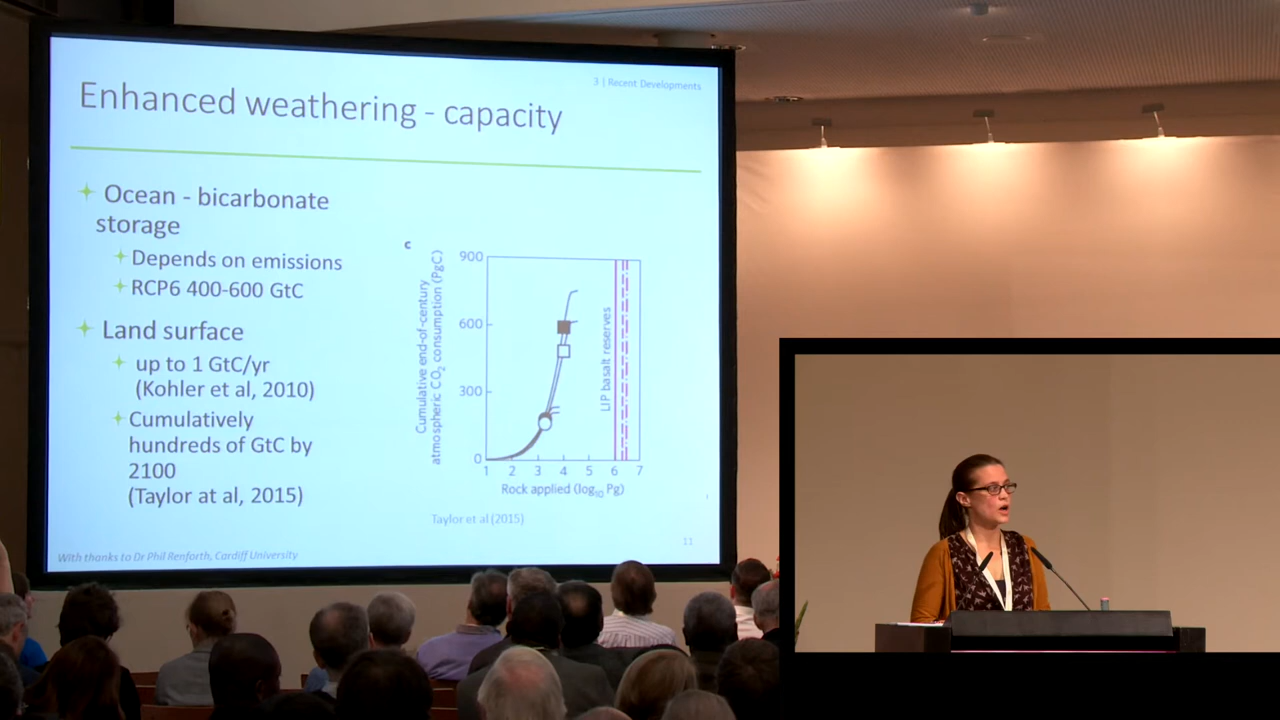 3 | Recent Developments
Enhanced weathering - capacity
Ocean - bicarbonate
storage
Depends on emissions
RCP6 400-600 GtC
Land surface
up to 1 GtC/yr
(Kohler et al, 2010)
Cumulatively
hundreds of GtC by
2100
(Taylor at al, 2015)
c
Cumulative end-of-century
atmospheric CO₂ consumption (PgC)
900
600
300
0
LIP basalt reserves
1 2 3 4 5 6 7
Rock applied (log₁₀ Pg)
Taylor et al (2015)
11
With thanks to Dr Phil Renforth, Cardiff University